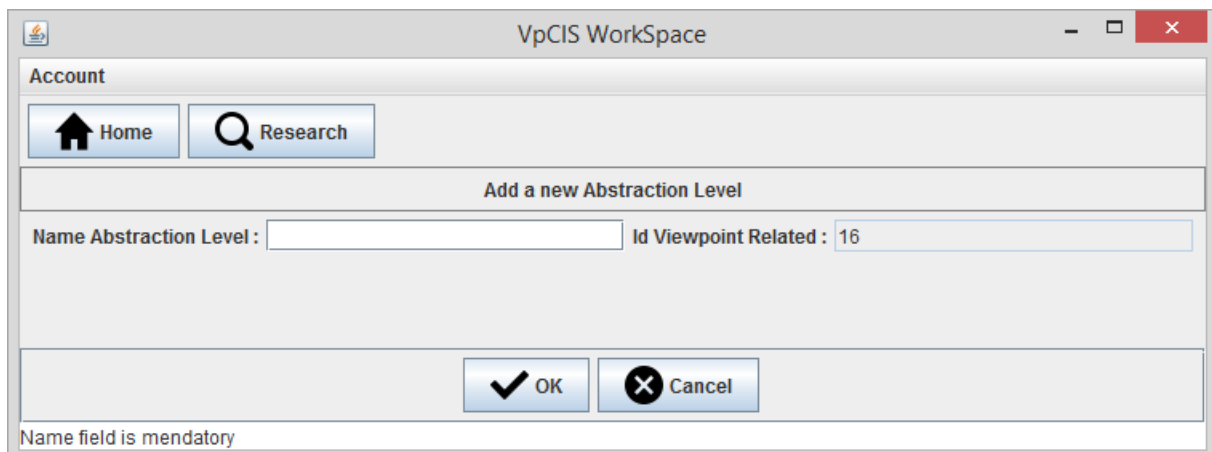 VpCIS WorkSpace
Account
Home Research
Add a new Abstraction Level
Name Abstraction Level : Id Viewpoint Related : 16
OK Cancel
Name field is mendatory